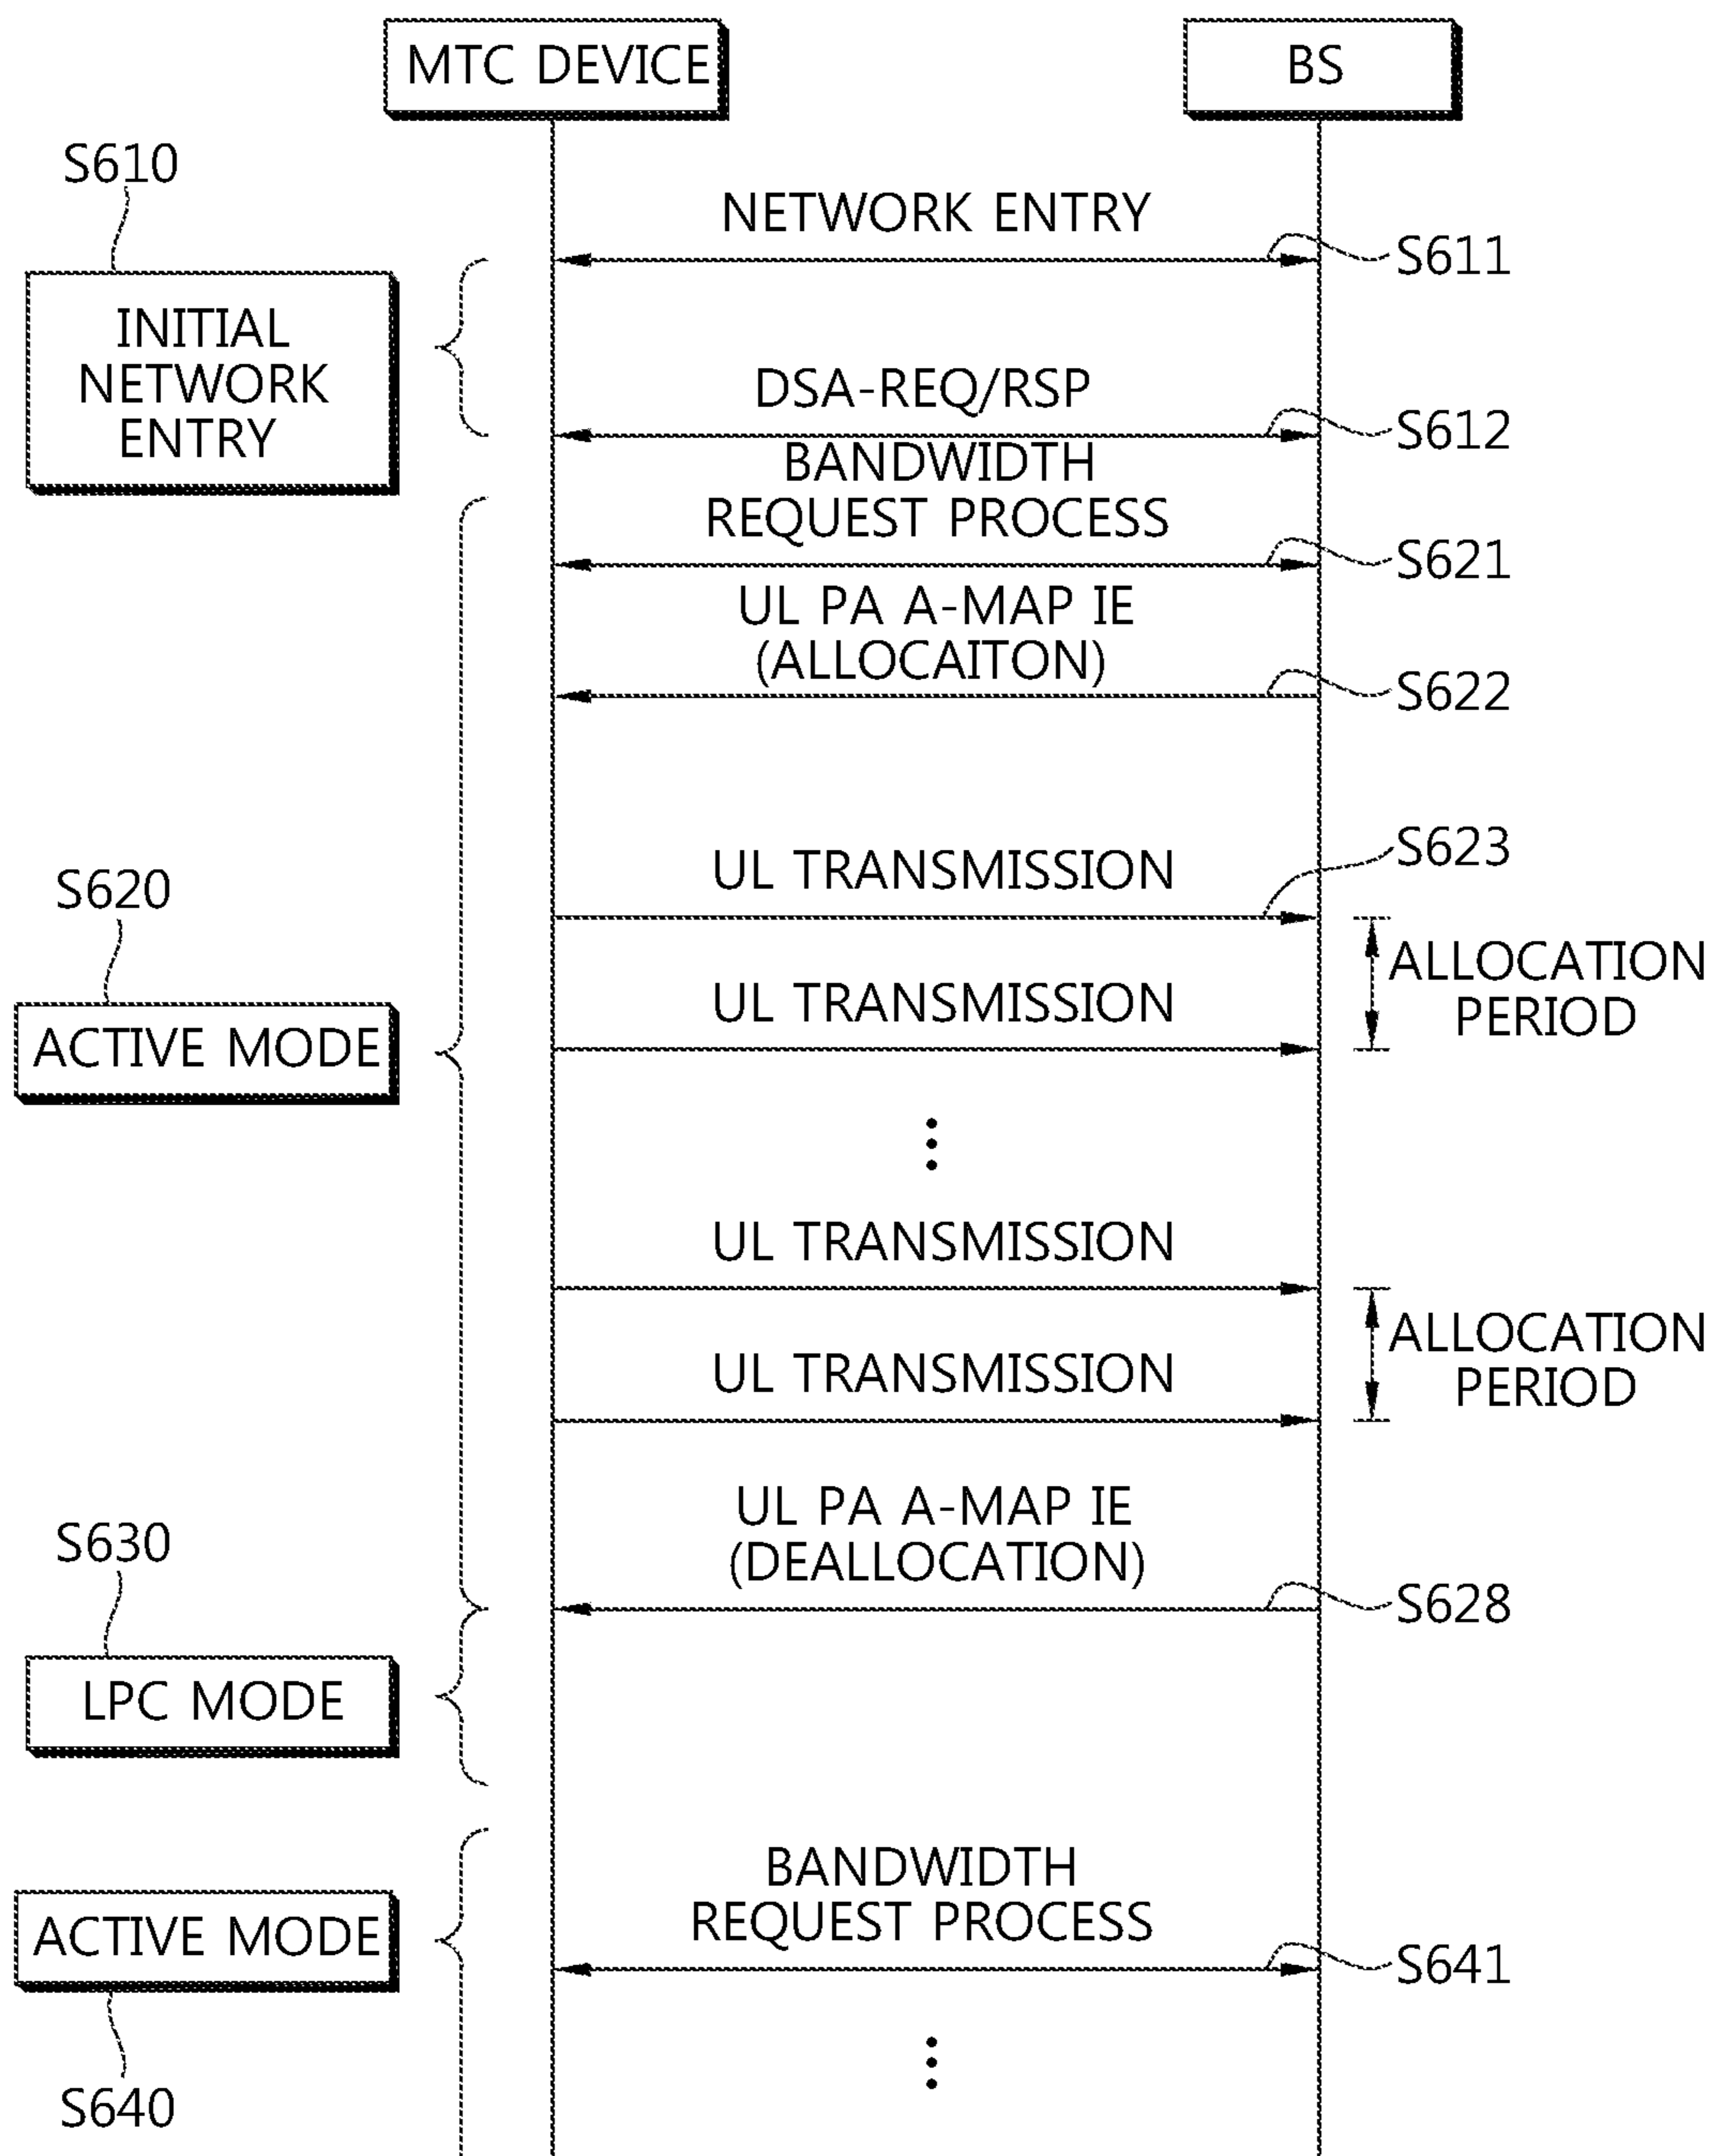 MTC DEVICE
BS
S610
NETWORK ENTRY
S611
INITIAL
NETWORK
ENTRY
DSA-REQ/RSP
S612
BANDWIDTH
REQUEST PROCESS
S621
UL PA A-MAP IE
(ALLOCAITON)
S622
S623
UL TRANSMISSION
S620
ALLOCATION
PERIOD
UL TRANSMISSION
ACTIVE MODE
UL TRANSMISSION
ALLOCATION
PERIOD
UL TRANSMISSION
UL PA A-MAP IE
(DEALLOCATION)
S630
S628
LPC MODE
BANDWIDTH
REQUEST PROCESS
ACTIVE MODE
S641
S640